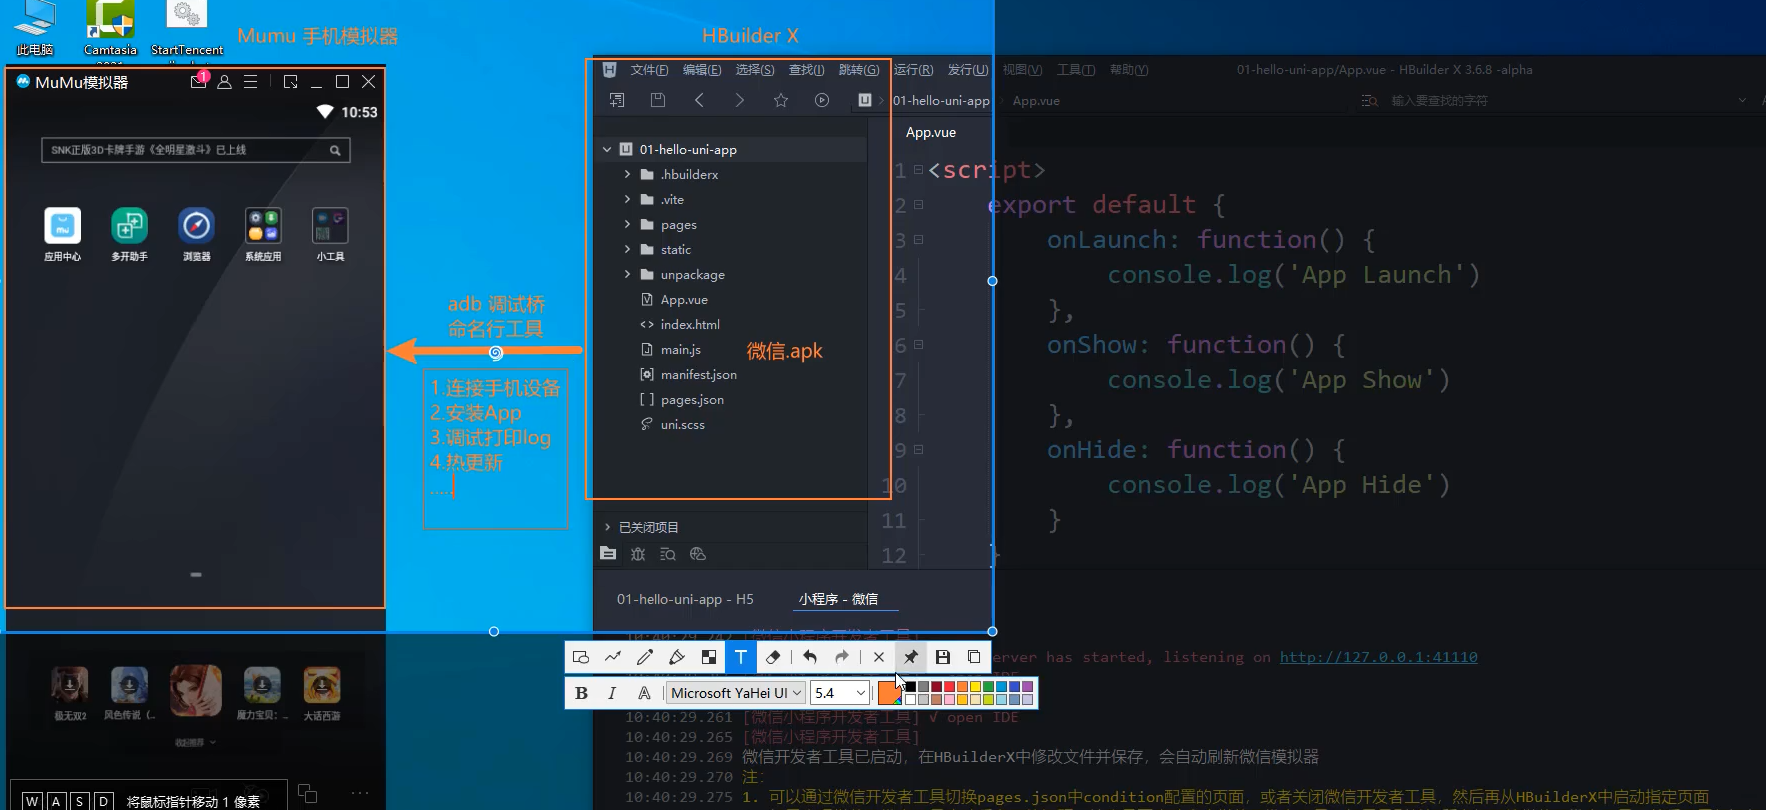 此电脑
Camtasia
StartTencent
Mumu 手机模拟器
HBuilder X
MuMu模拟器
1
10:53
SNK正版3D卡牌手游《全明星激斗》已上线
应用中心
多开助手
浏览器
系统应用
小工具
adb 调试桥
命名行工具
1.连接手机设备
2.安装App
3.调试打印log
4.热更新
.....
微信.apk
文件(F) 编辑(E) 选择(S) 查找(I) 跳转(G) 运行(R) 发行(U) 视图(V) 工具(T) 帮助(Y)
01-hello-uni-app/App.vue - HBuilder X 3.6.8 -alpha
01-hello-uni-app App.vue
输入要查找的字符
01-hello-uni-app
.hbuilderx
.vite
pages
static
unpackage
App.vue
index.html
main.js
manifest.json
pages.json
uni.scss
已关闭项目
App.vue
1 <script>
2 export default {
3 onLaunch: function() {
4 console.log('App Launch')
5 },
6 onShow: function() {
7 console.log('App Show')
8 },
9 onHide: function() {
10 console.log('App Hide')
11 }
12 }
01-hello-uni-app - H5
小程序 - 微信
10:40:29.242 [微信小程序开发者工具]
erver has started, listening on http://127.0.0.1:41110
T
B I A Microsoft YaHei UI 5.4
10:40:29.261 [微信小程序开发者工具] √ open IDE
10:40:29.265 [微信小程序开发者工具]
10:40:29.269 微信开发者工具已启动，在HBuilderX中修改文件并保存，会自动刷新微信模拟器
10:40:29.270 注：
10:40:29.275 1. 可以通过微信开发者工具切换pages.json中condition配置的页面，或者关闭微信开发者工具，然后再从HBuilderX中启动指定页面
极无双2
风色传说（...
魔力宝贝：...
大话西游
W A S D 将鼠标指针移动 1 像素